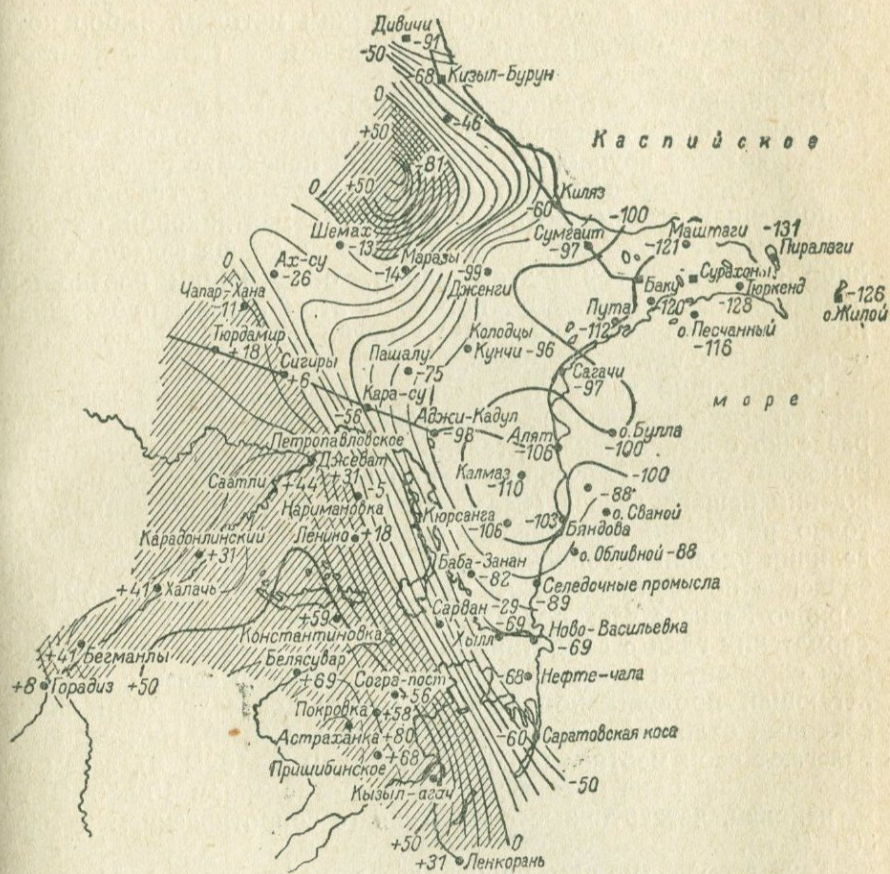 Дивичи
-91
-50
-68 Кизыл-Бурун
0
-46
+50
Каспийское
-81
0 +50
Киляз
-60
-100
Шемах
-13
Сумгаит
-97
Маштаги
-121
-131
Пиралаги
0
Ах-су
-26
Маразы
-14
-99
Дженги
Баку
-120
Сураханы
Тюркенд
-128
-126
о.Жилой
Чапар-Хана
-11
Пута
-112
о. Песчанный
-116
Тюрдамир
+18
Колодцы
Кунчи -96
Сигиры
+6
Пашалу
-75
Сагачи
-97
море
Кара-су
-56
Аджи-Кадул
-98
Алят
-106
о. Булла
-100
Петропавловское
Джеват
+44 +31
Саатли
-5
Калмаз
-110
-100
-88
о. Сваной
Наримановка
Кюрсанга
-106
-103
Бяндова
Карадонлинский
+31
Ленино +18
о. Обливной -88
Баба-Занан
-82
+41 Халачь
Селедочные промысла
-89
Сарван -29
+59
Константиновка
-69
Хылл
Ново-Васильевка
-69
+41 Бегманлы
Белясувар
+69
+8 Горадиз +50
Согра-пост
+56
-68 Нефте-чала
Покровка +58
Астраханка +80
-60 Саратовская коса
+68
Пришибинское
Кызыл-агач
-50
+50
0
+31 Ленкорань